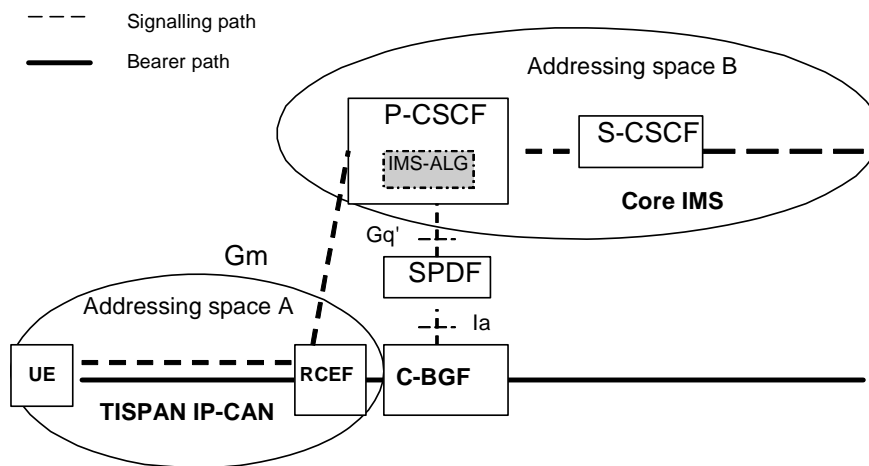 Signalling path
Bearer path
Addressing space B
P-CSCF
S-CSCF
IMS-ALG
Core IMS
Gq'
Gm
SPDF
Addressing space A
Ia
UE
RCEF
C-BGF
TISPAN IP-CAN